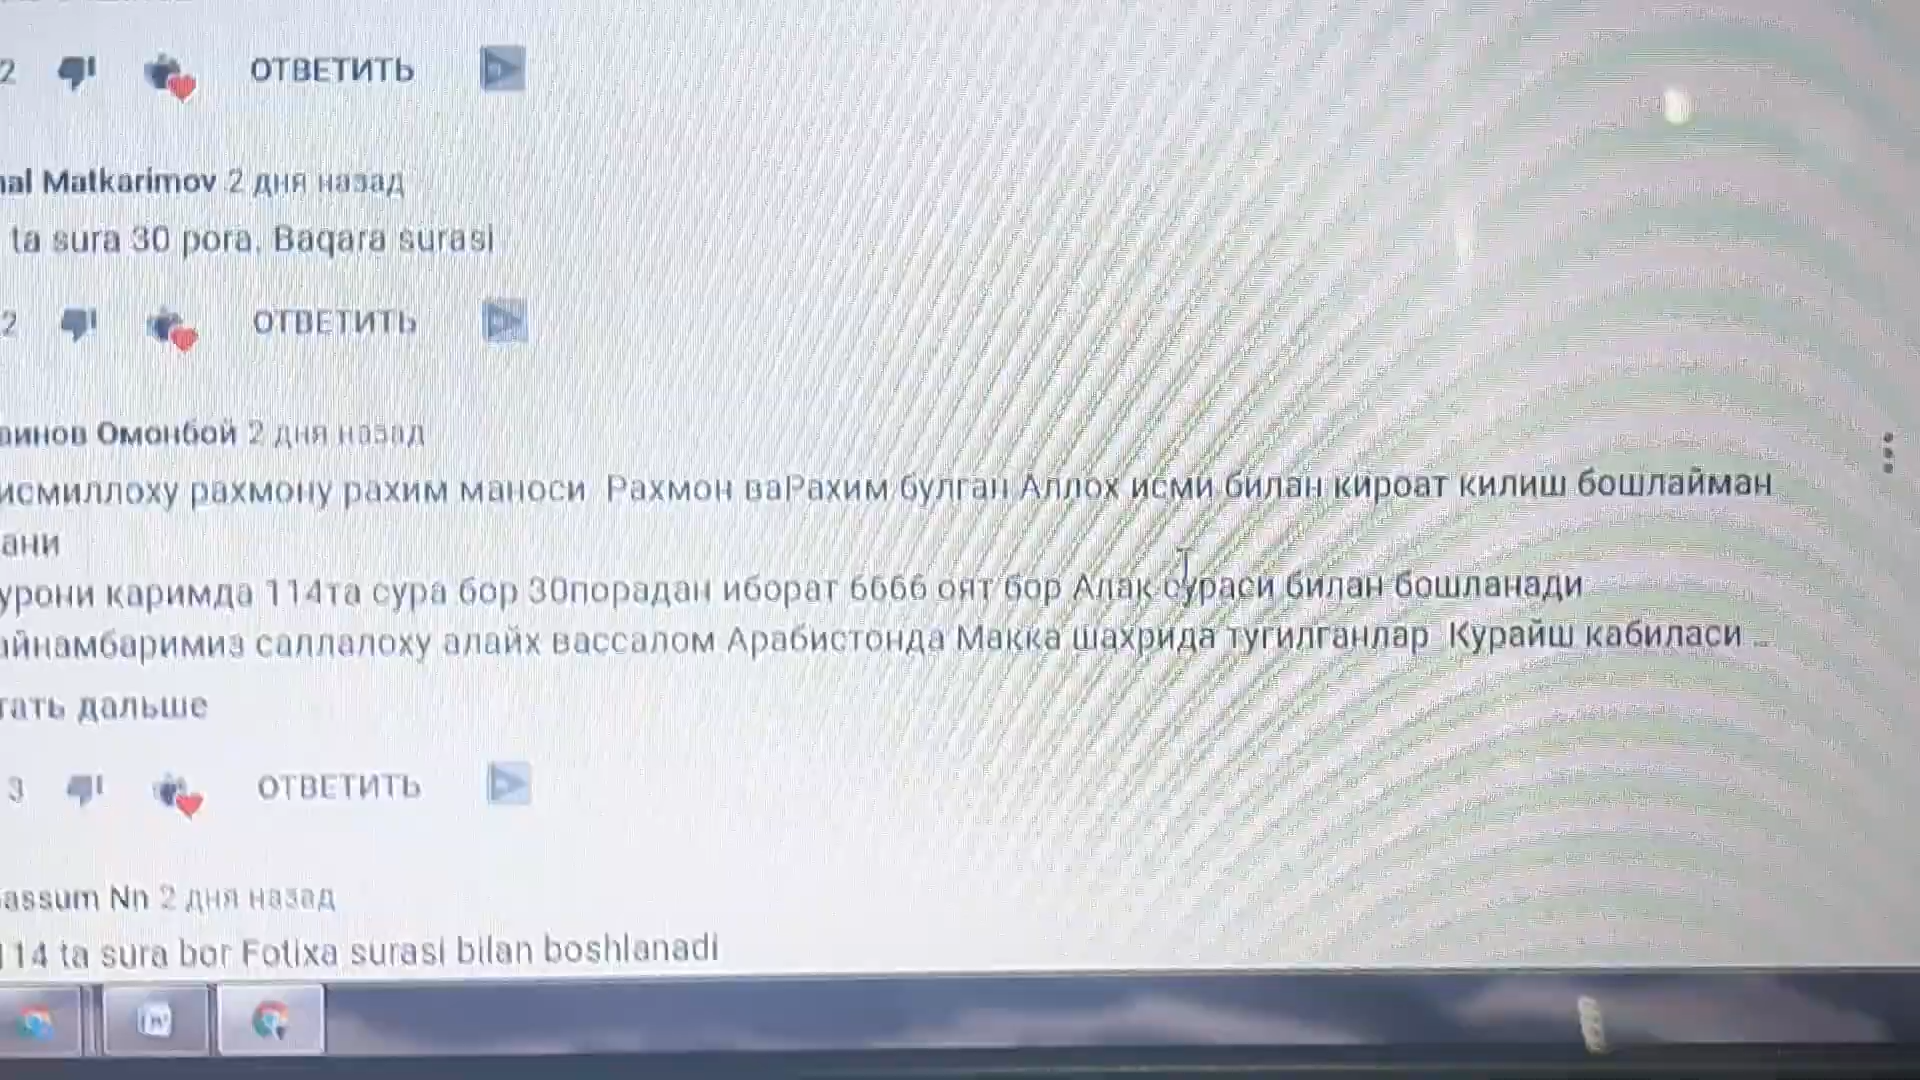 2 ОТВЕТИТЬ
Matkarimov 2 дня назад
ta sura 30 pora. Baqara surasi
2 ОТВЕТИТЬ
Омонбой 2 дня назад
исмиллоху рахмону рахим маноси Рахмон ваРахим булган Аллох исми билан кироат килиш бошлайман
ани
урони каримда 114та сура бор 30порадан иборат 6666 оят бор Алак сураси билан бошланади
айнамбаримиз саллалоху алайх вассалом Арабистонда Макка шахрида тугилганлар Курайш кабиласи ...
тать дальше
3 ОТВЕТИТЬ
assum Nn 2 дня назад
114 ta sura bor Fotixa surasi bilan boshlanadi